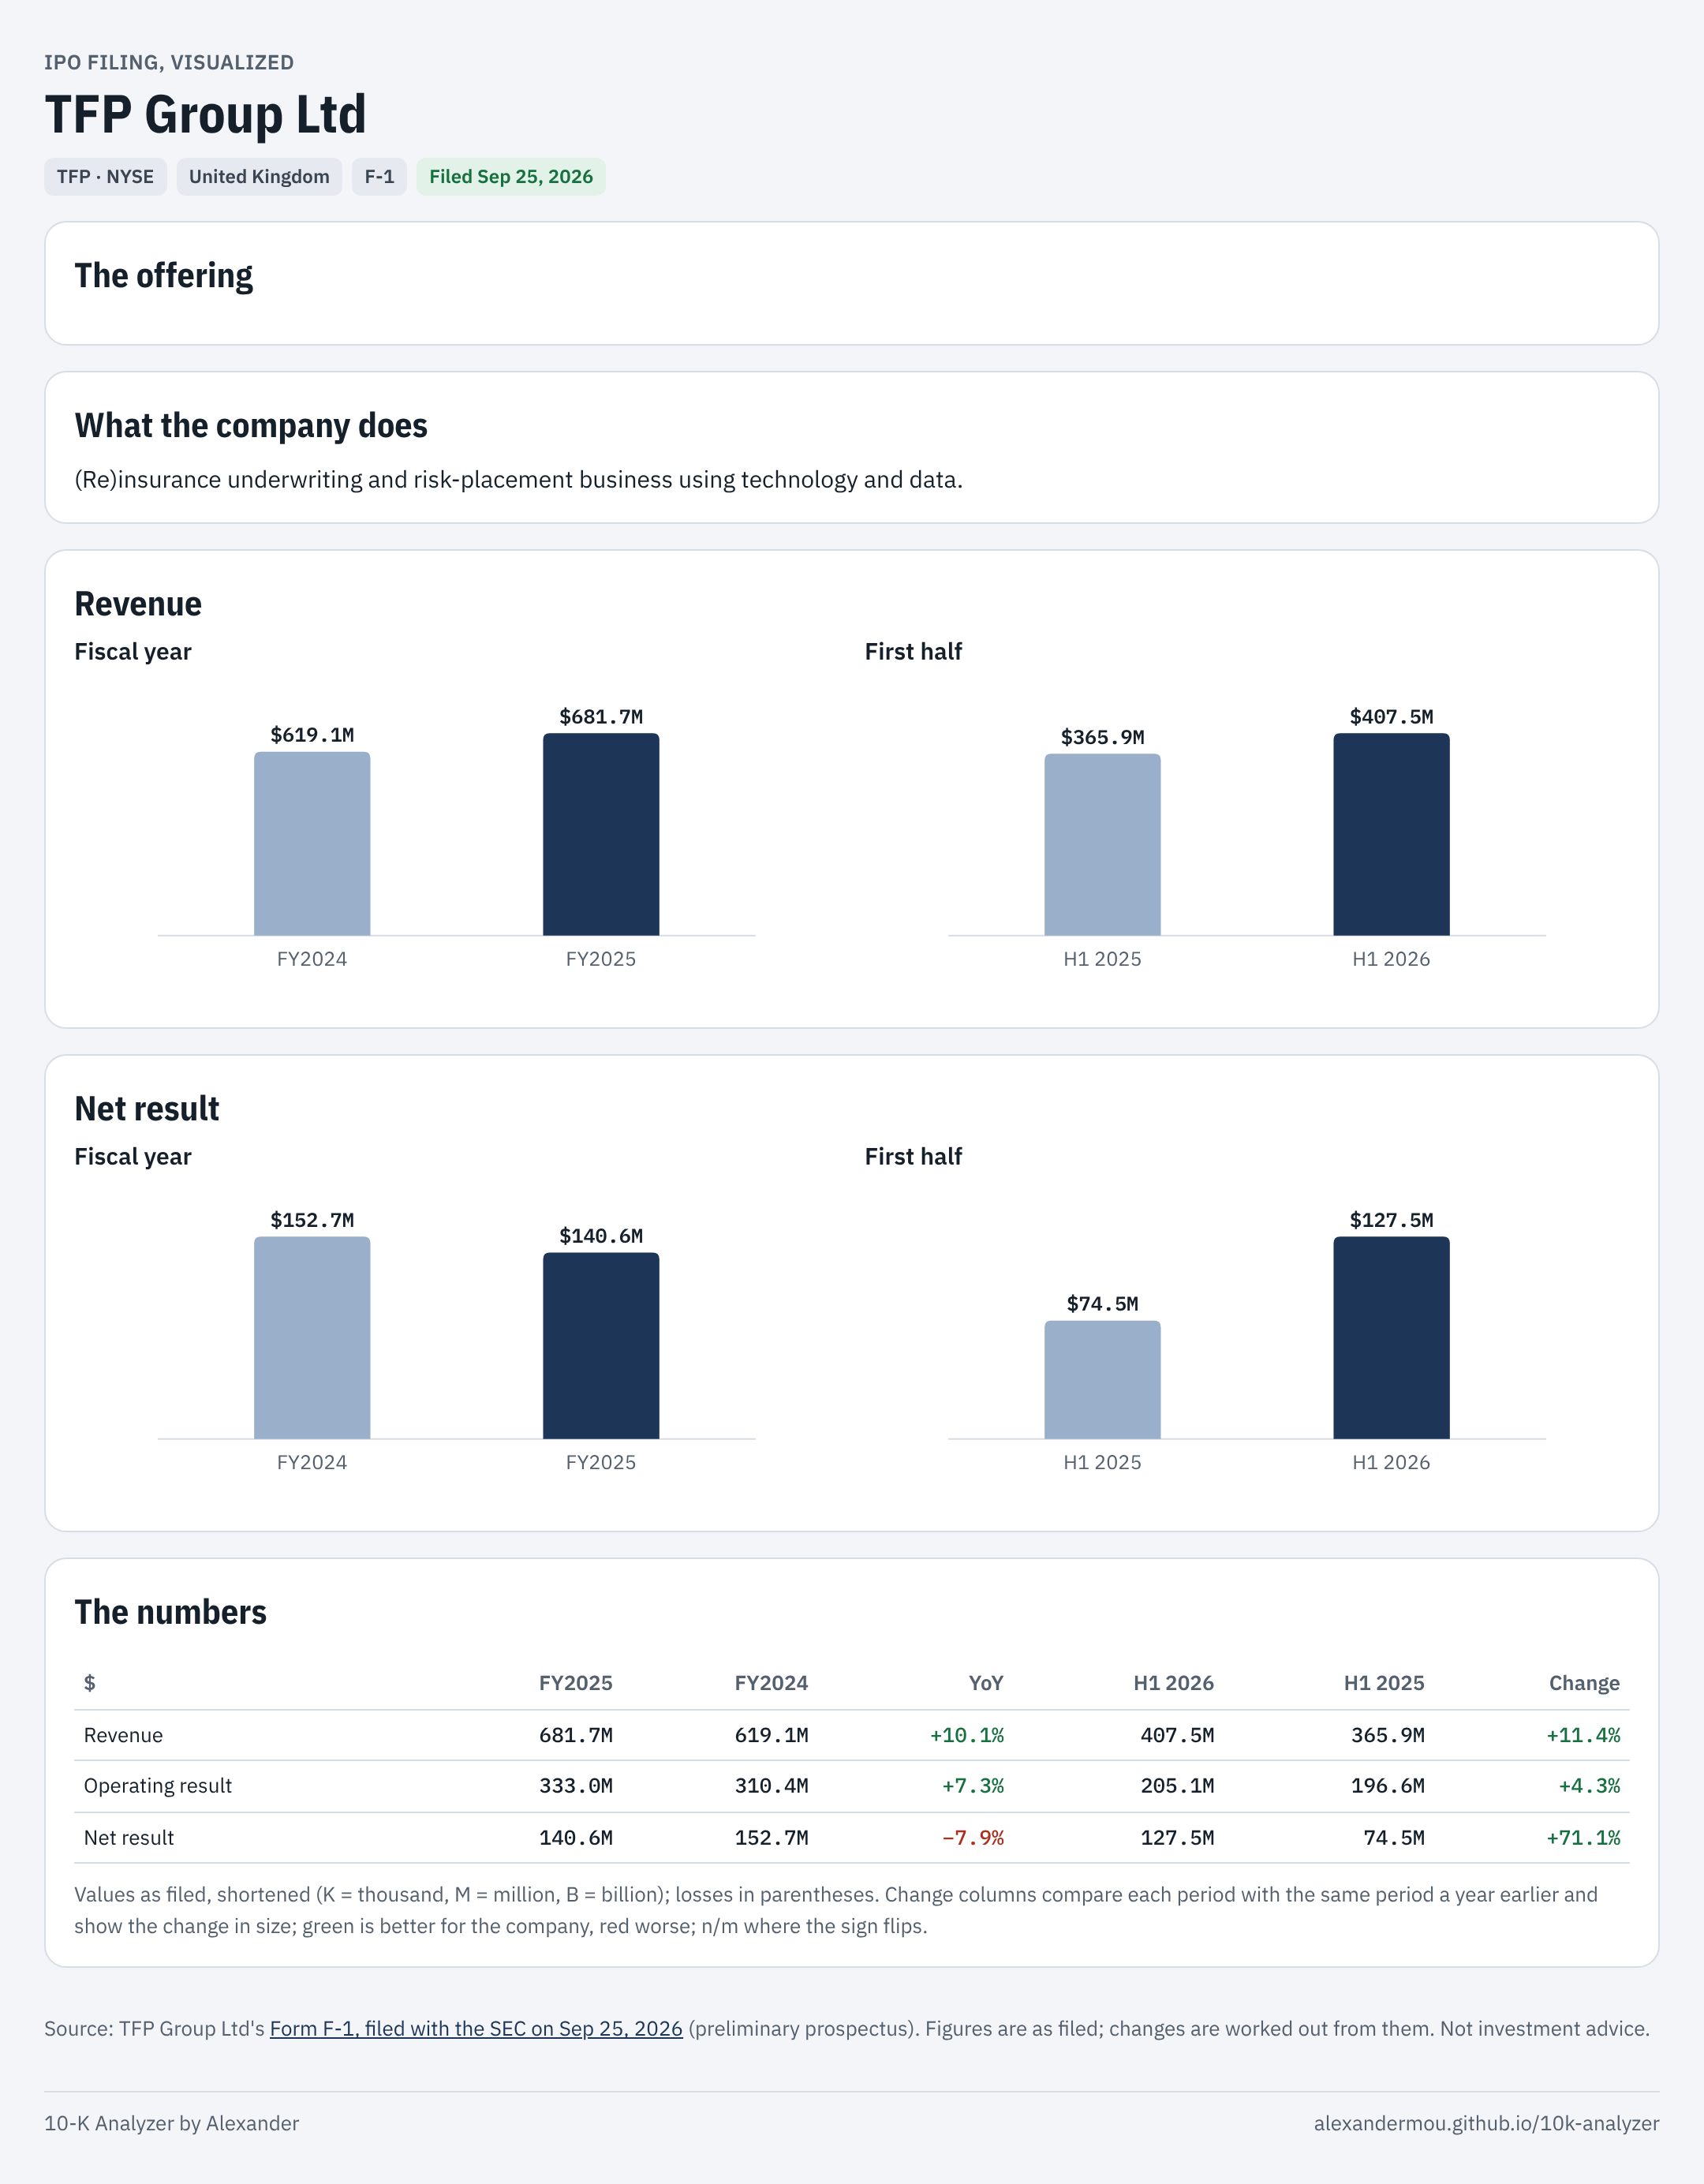 IPO FILING, VISUALIZED
TFP Group Ltd
TFP · NYSE United Kingdom F-1 Filed Sep 25, 2026
The offering
What the company does
(Re)insurance underwriting and risk-placement business using technology and data.
Revenue
Fiscal year
$619.1M $681.7M
FY2024 FY2025
First half
$365.9M $407.5M
H1 2025 H1 2026
Net result
Fiscal year
$152.7M $140.6M
FY2024 FY2025
First half
$74.5M $127.5M
H1 2025 H1 2026
The numbers
$ FY2025 FY2024 YoY H1 2026 H1 2025 Change
Revenue 681.7M 619.1M +10.1% 407.5M 365.9M +11.4%
Operating result 333.0M 310.4M +7.3% 205.1M 196.6M +4.3%
Net result 140.6M 152.7M −7.9% 127.5M 74.5M +71.1%
Values as filed, shortened (K = thousand, M = million, B = billion); losses in parentheses. Change columns compare each period with the same period a year earlier and
show the change in size; green is better for the company, red worse; n/m where the sign flips.
Source: TFP Group Ltd's Form F-1, filed with the SEC on Sep 25, 2026 (preliminary prospectus). Figures are as filed; changes are worked out from them. Not investment advice.
10-K Analyzer by Alexander alexandermou.github.io/10k-analyzer